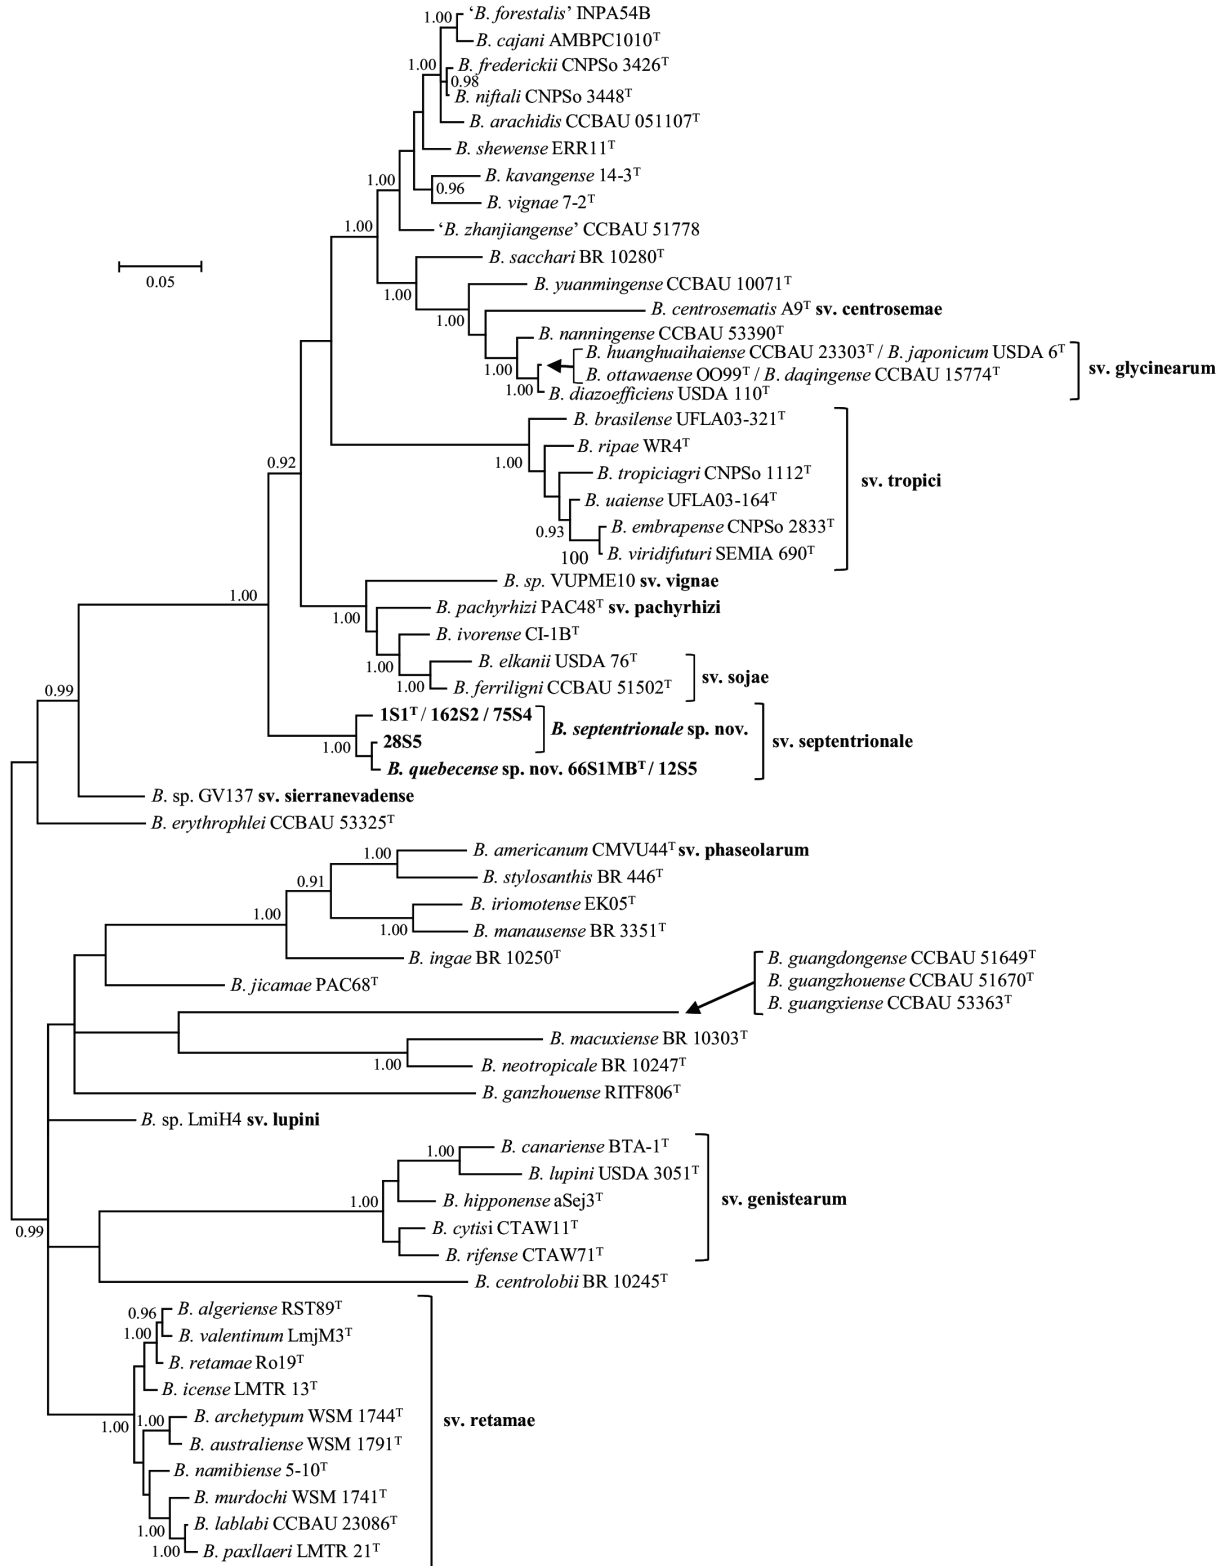 1.00
'B. forestalis' INPA54B
B. cajani AMBPC1010ᵀ
1.00
B. frederickii CNPSo 3426ᵀ
0.98
B. niftali CNPSo 3448ᵀ
B. arachidis CCBAU 051107ᵀ
B. shewense ERR11ᵀ
1.00
B. kavangense 14-3ᵀ
0.96
B. vignae 7-2ᵀ
1.00
'B. zhanjiangense' CCBAU 51778
B. sacchari BR 10280ᵀ
0.05
1.00
B. yuanmingense CCBAU 10071ᵀ
1.00
B. centrosematis A9ᵀ sv. centrosemae
B. nanningense CCBAU 53390ᵀ
B. huanghuaihaiense CCBAU 23303ᵀ / B. japonicum USDA 6ᵀ
1.00
B. ottawaense OO99ᵀ / B. daqingense CCBAU 15774ᵀ
sv. glycinearum
1.00
B. diazoefficiens USDA 110ᵀ
B. brasilense UFLA03-321ᵀ
B. ripae WR4ᵀ
1.00
0.92
B. tropiciagri CNPSo 1112ᵀ
sv. tropici
B. uaiense UFLA03-164ᵀ
0.93
B. embrapense CNPSo 2833ᵀ
100
B. viridifuturi SEMIA 690ᵀ
B. sp. VUPME10 sv. vignae
1.00
B. pachyrhizi PAC48ᵀ sv. pachyrhizi
1.00
B. ivorense CI-1Bᵀ
1.00
B. elkanii USDA 76ᵀ
sv. sojae
1.00
B. ferriligni CCBAU 51502ᵀ
0.99
1S1ᵀ / 162S2 / 75S4
B. septentrionale sp. nov.
28S5
sv. septentrionale
1.00
B. quebecense sp. nov. 66S1MBᵀ / 12S5
B. sp. GV137 sv. sierranevadense
B. erythrophlei CCBAU 53325ᵀ
1.00
B. americanum CMVU44ᵀ sv. phaseolarum
B. stylosanthis BR 446ᵀ
0.91
B. iriomotense EK05ᵀ
1.00
1.00
B. manausense BR 3351ᵀ
B. ingae BR 10250ᵀ
B. jicamae PAC68ᵀ
B. guangdongense CCBAU 51649ᵀ
B. guangzhouense CCBAU 51670ᵀ
B. guangxiense CCBAU 53363ᵀ
B. macuxiense BR 10303ᵀ
1.00
B. neotropicale BR 10247ᵀ
B. ganzhouense RITF806ᵀ
B. sp. LmiH4 sv. lupini
1.00
B. canariense BTA-1ᵀ
B. lupini USDA 3051ᵀ
1.00
B. hipponense aSej3ᵀ
sv. genistearum
0.99
B. cytisi CTAW11ᵀ
B. rifense CTAW71ᵀ
B. centrolobii BR 10245ᵀ
0.96
B. algeriense RST89ᵀ
1.00
B. valentinum LmjM3ᵀ
B. retamae Ro19ᵀ
B. icense LMTR 13ᵀ
1.00
1.00
B. archetypum WSM 1744ᵀ
sv. retamae
B. australiense WSM 1791ᵀ
B. namibiense 5-10ᵀ
B. murdochi WSM 1741ᵀ
1.00
B. lablabi CCBAU 23086ᵀ
1.00
B. paxllaeri LMTR 21ᵀ